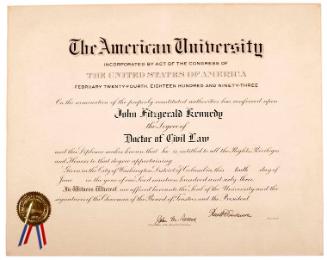 The American University
INCORPORATED BY ACT OF THE CONGRESS OF
THE UNITED STATES OF AMERICA
FEBRUARY TWENTY-FOURTH, EIGHTEEN HUNDRED AND NINETY-THREE
On the nomination of the properly constituted authorities has conferred upon
John Fitzgerald Kennedy
the Degree of
Doctor of Civil Law
and this Diploma makes known that he is entitled to all the Rights, Privileges
and Honors to that degree appertaining
Given in the City of Washington, District of Columbia, this tenth day of
June in the year of our Lord nineteen hundred and sixty-three
In Witness Whereof we affixed hereunto the Seal of the University and the
signatures of the Chairman of the Board of Trustees and the President